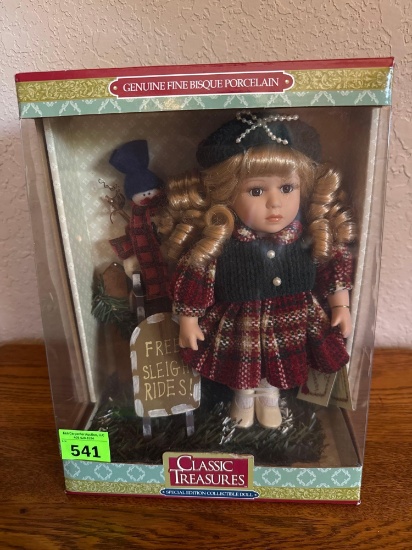 GENUINE FINE BISQUE PORCELAIN
FREE
SLEIGH
RIDES!
541
CLASSIC
TREASURES
SPECIAL EDITION COLLECTIBLE DOLL